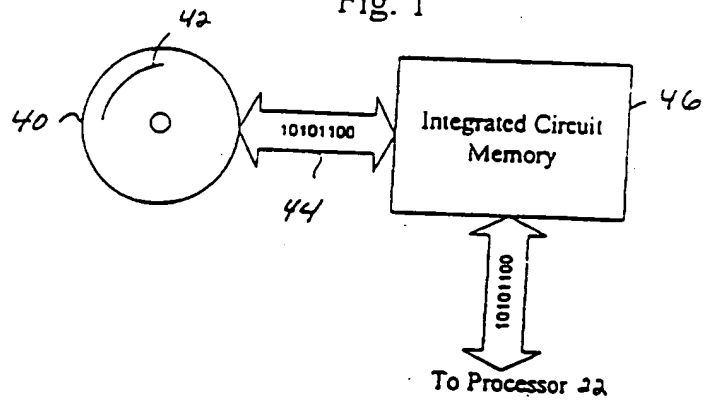 Fig. 1
42
40
10101100
44
Integrated Circuit
Memory
46
10101100
To Processor 22